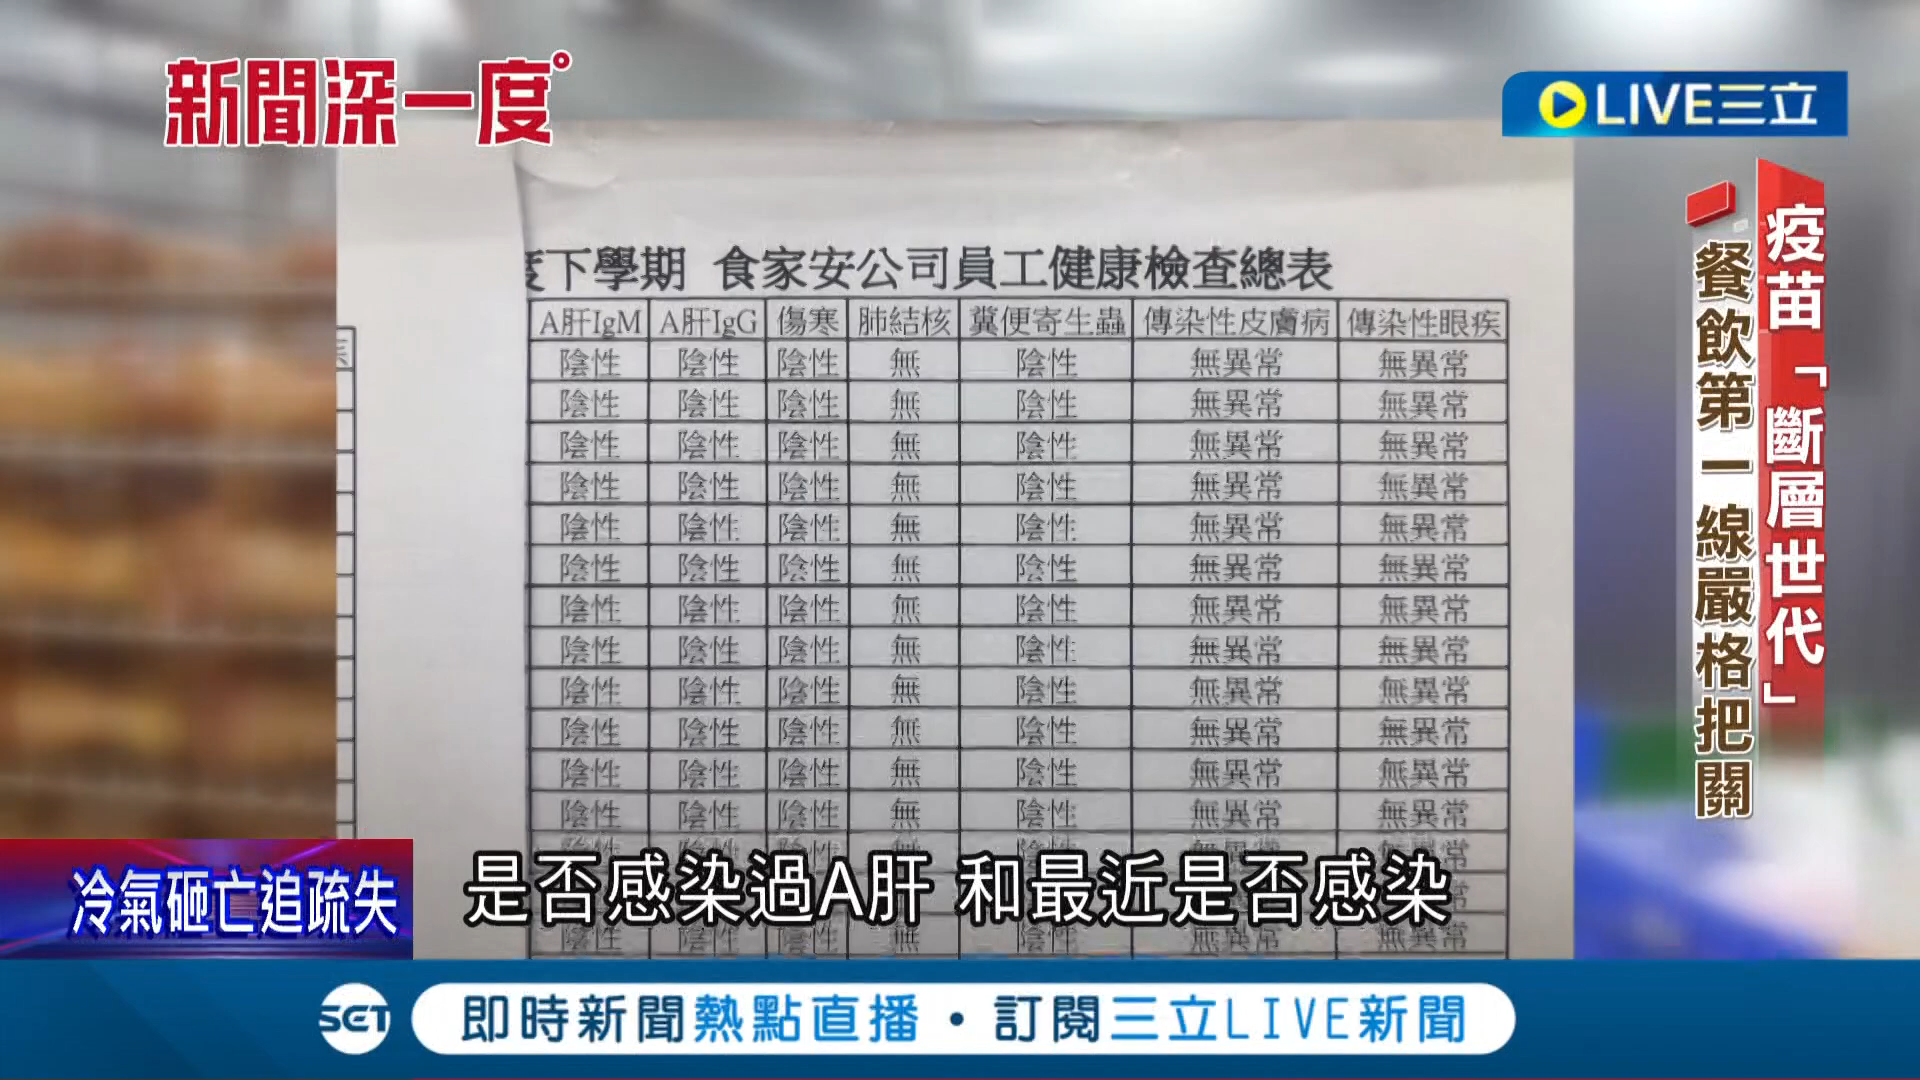 新聞深一度°
LIVE三立
疫苗「斷層世代」
餐飲第一線嚴格把關
度下學期 食家安公司員工健康檢查總表
A肝IgM A肝IgG 傷寒 肺結核 糞便寄生蟲 傳染性皮膚病 傳染性眼疾
陰性 陰性 陰性 無 陰性 無異常 無異常
陰性 陰性 陰性 無 陰性 無異常 無異常
陰性 陰性 陰性 無 陰性 無異常 無異常
陰性 陰性 陰性 無 陰性 無異常 無異常
陰性 陰性 陰性 無 陰性 無異常 無異常
陰性 陰性 陰性 無 陰性 無異常 無異常
陰性 陰性 陰性 無 陰性 無異常 無異常
陰性 陰性 陰性 無 陰性 無異常 無異常
陰性 陰性 陰性 無 陰性 無異常 無異常
陰性 陰性 陰性 無 陰性 無異常 無異常
陰性 陰性 陰性 無 陰性 無異常 無異常
陰性 陰性 陰性 無 陰性 無異常 無異常
是否感染過A肝 和最近是否感染
冷氣砸亡追疏失
SET
即時新聞熱點直播・訂閱三立LIVE新聞